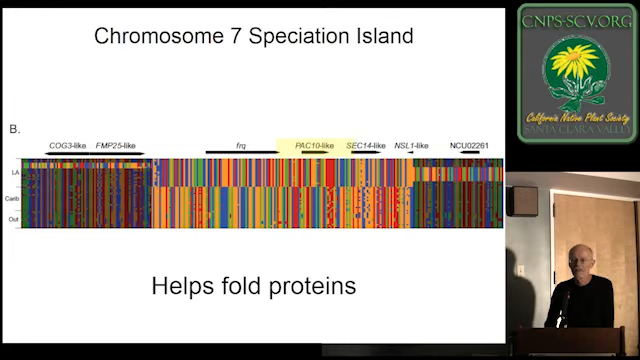 Chromosome 7 Speciation Island
CNPS-SCV.ORG
California Native Plant Society
SANTA CLARA VALLEY
B.
COG3-like FMP25-like frq PAC10-like SEC14-like NSL1-like NCU02261
LA
Carib
Out
Helps fold proteins